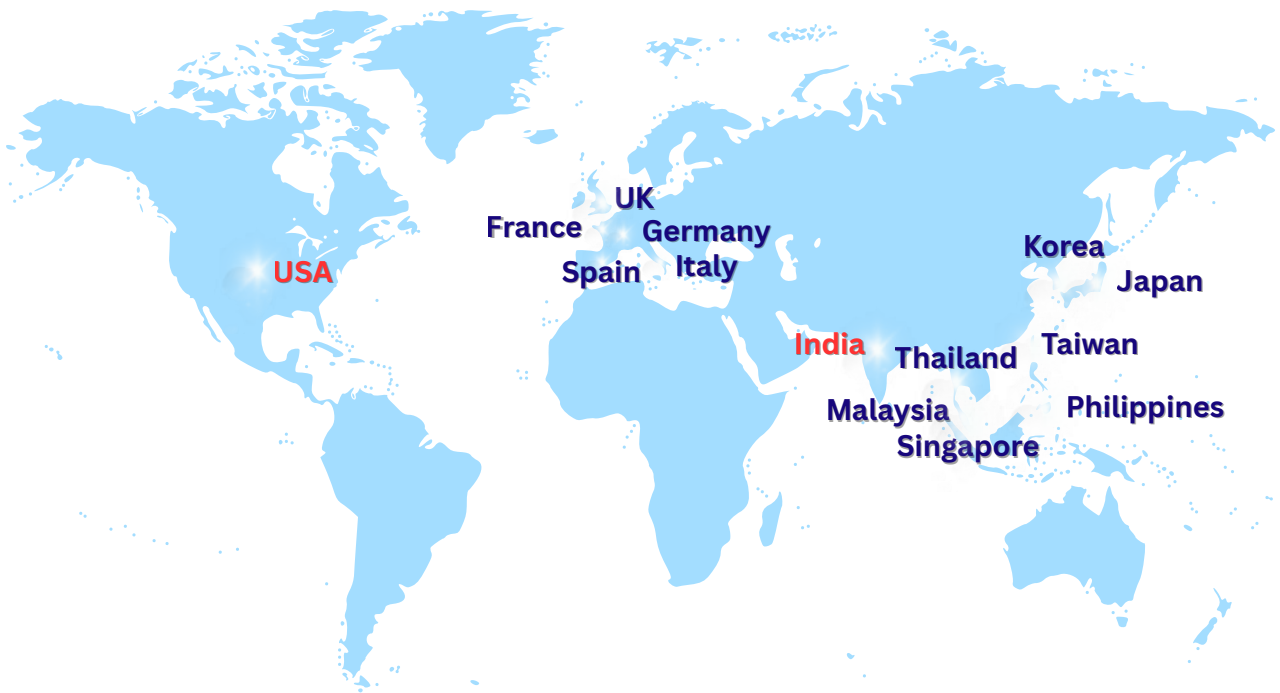 UK
France
Germany
Italy
Spain
USA
Korea
Japan
India
Taiwan
Thailand
Malaysia
Philippines
Singapore